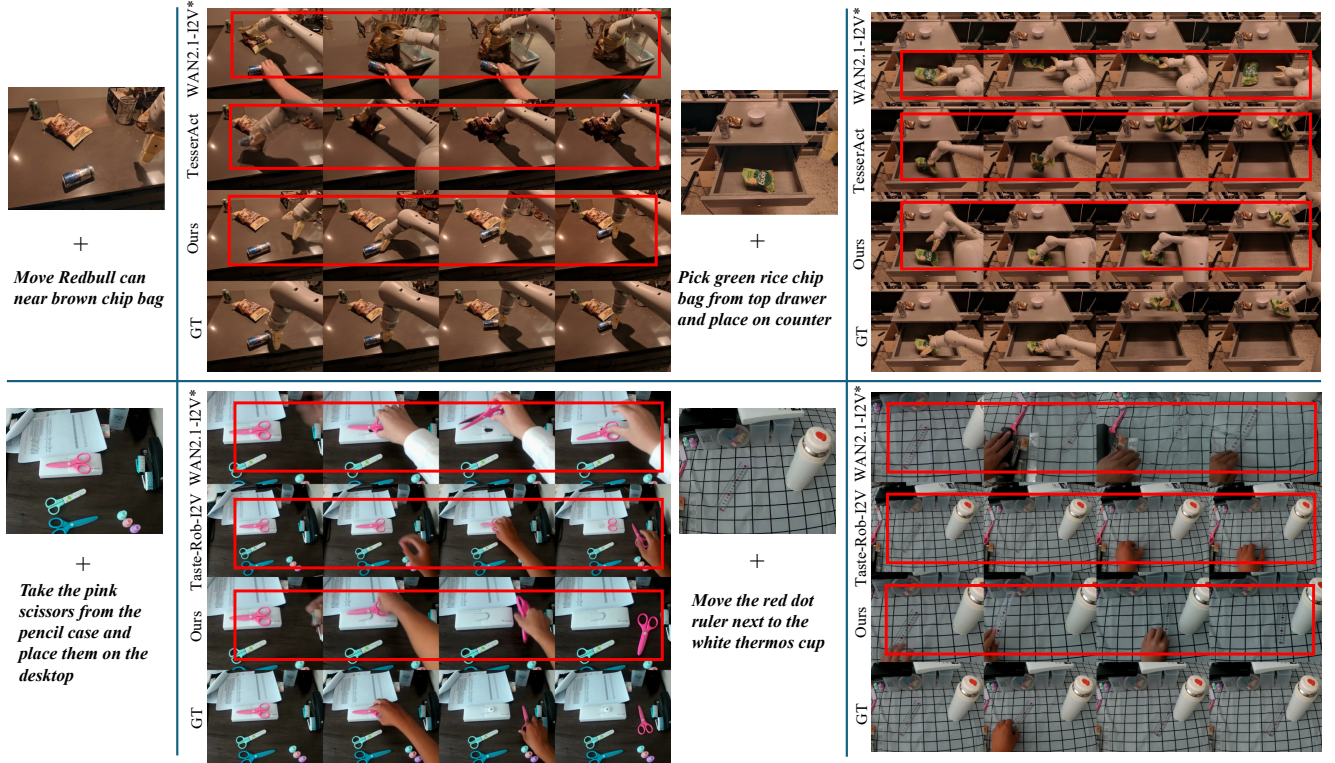 WAN2.1-I2V*
TesserAct
Ours
GT
+
Move Redbull can
near brown chip bag
WAN2.1-I2V*
TesserAct
Ours
GT
+
Pick green rice chip
bag from top drawer
and place on counter
WAN2.1-I2V*
Taste-Rob-I2V
Ours
GT
+
Take the pink
scissors from the
pencil case and
place them on the
desktop
WAN2.1-I2V*
Taste-Rob-I2V
Ours
GT
+
Move the red dot
ruler next to the
white thermos cup